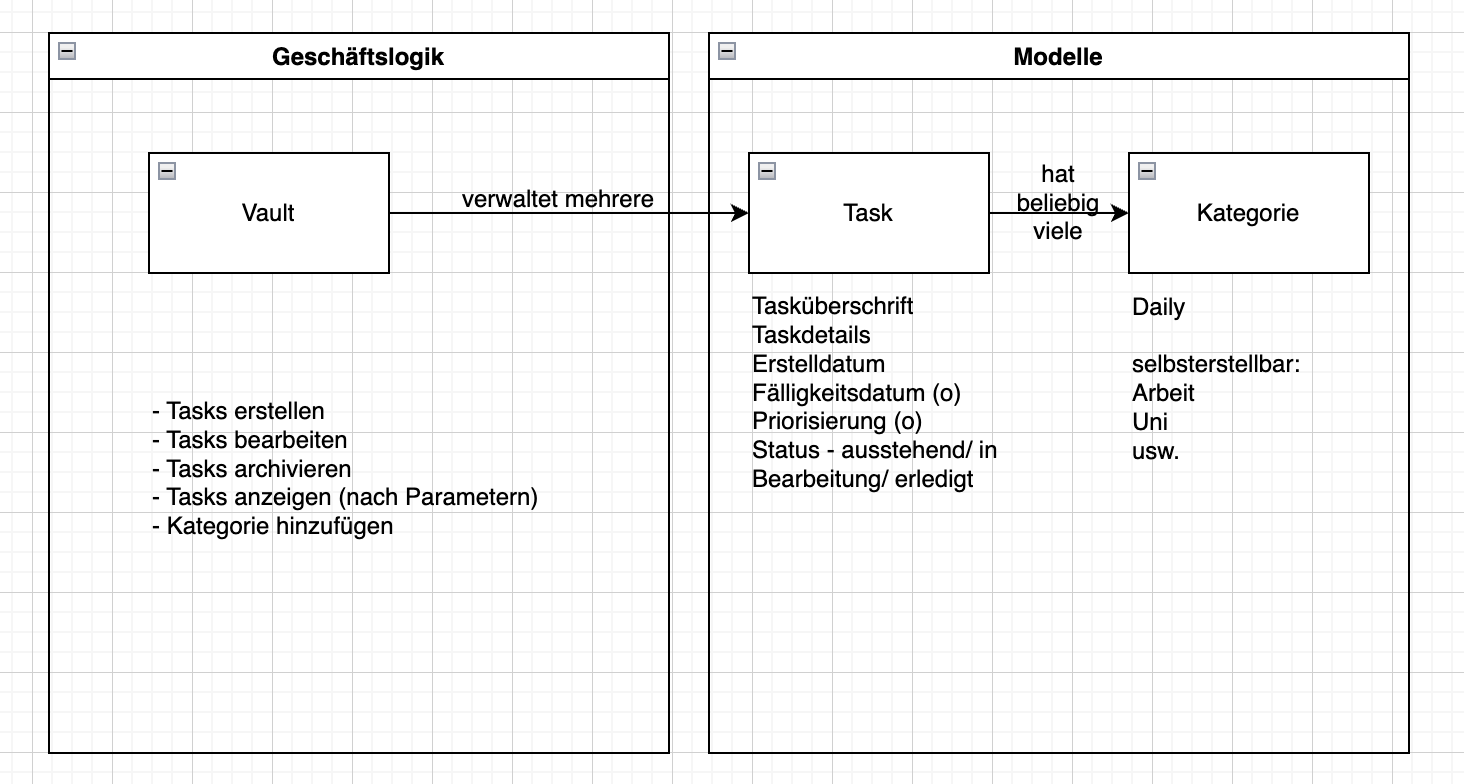 Geschäftslogik
Vault
verwaltet mehrere
- Tasks erstellen
- Tasks bearbeiten
- Tasks archivieren
- Tasks anzeigen (nach Parametern)
- Kategorie hinzufügen
Modelle
Task
hat
beliebig
viele
Kategorie
Tasküberschrift
Taskdetails
Erstelldatum
Fälligkeitsdatum (o)
Priorisierung (o)
Status - ausstehend/ in
Bearbeitung/ erledigt
Daily
selbsterstellbar:
Arbeit
Uni
usw.